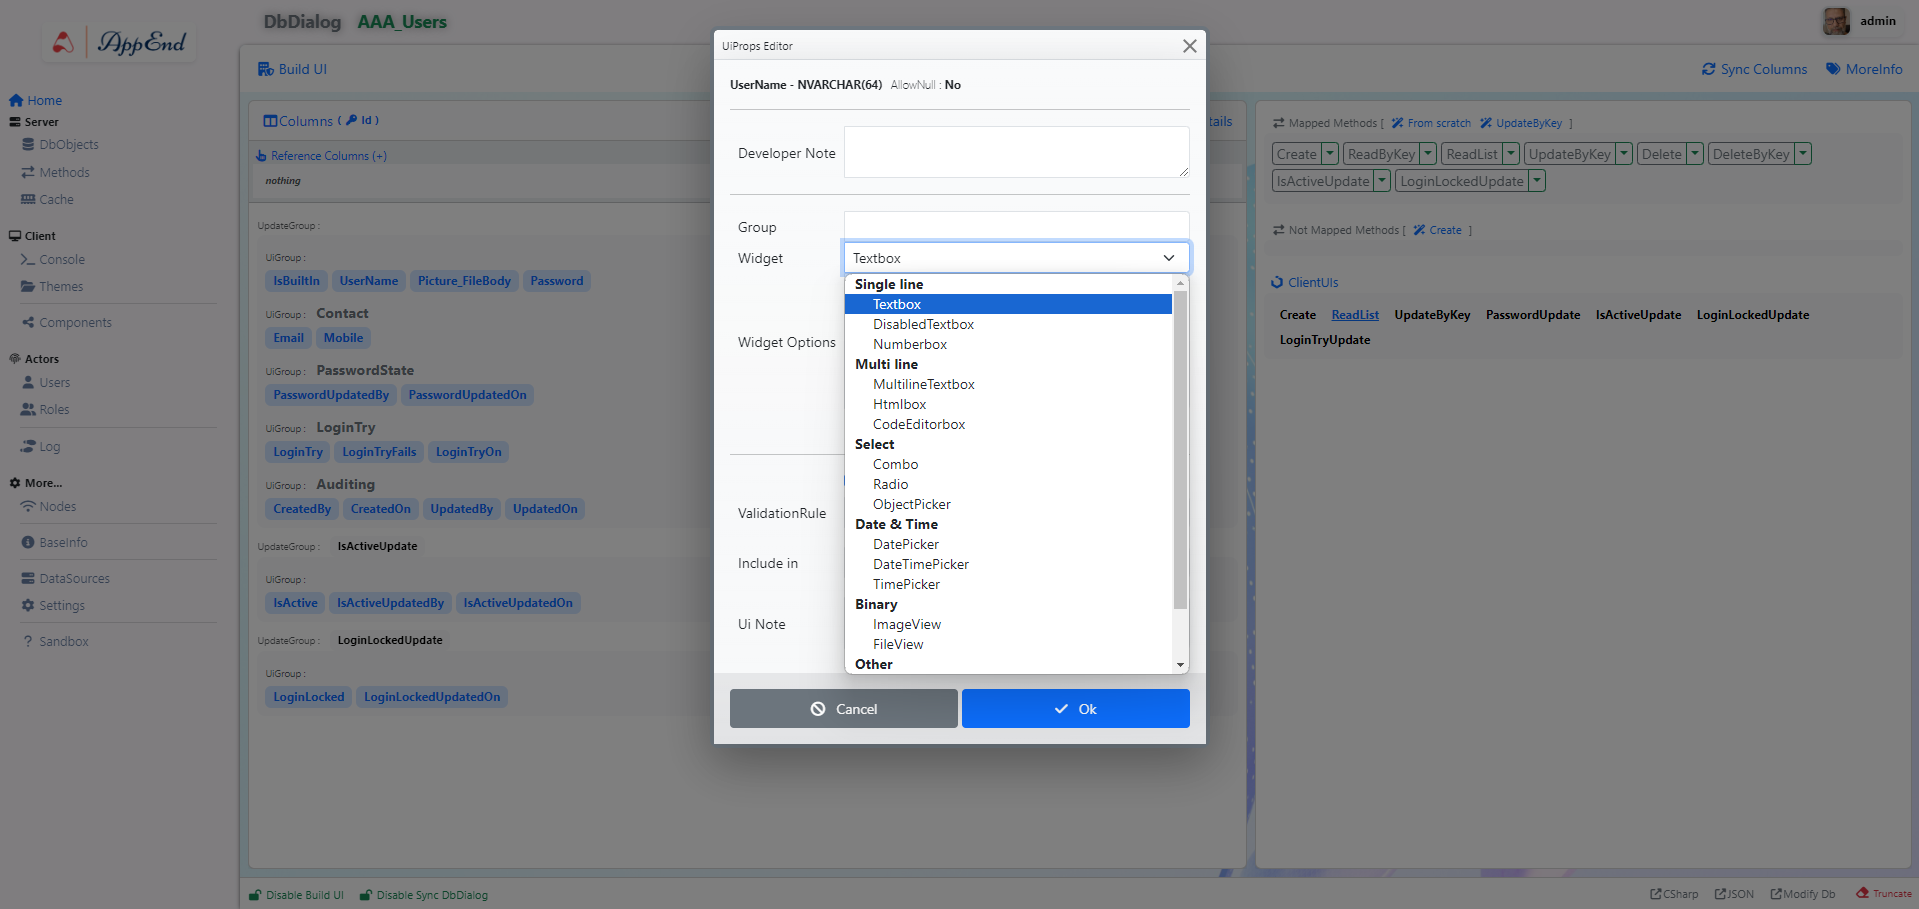 AppEnd
DbDialog AAA_Users
admin
Home
Server
DbObjects
Methods
Cache
Client
Console
Themes
Components
Actors
Users
Roles
Log
More...
Nodes
BaseInfo
DataSources
Settings
Sandbox
Build UI
Sync Columns MoreInfo
Columns ( Id )
tails
Reference Columns (+)
nothing
UpdateGroup :
UiGroup :
IsBuiltIn UserName Picture_FileBody Password
UiGroup : Contact
Email Mobile
UiGroup : PasswordState
PasswordUpdatedBy PasswordUpdatedOn
UiGroup : LoginTry
LoginTry LoginTryFails LoginTryOn
UiGroup : Auditing
CreatedBy CreatedOn UpdatedBy UpdatedOn
UpdateGroup : IsActiveUpdate
UiGroup :
IsActive IsActiveUpdatedBy IsActiveUpdatedOn
UpdateGroup : LoginLockedUpdate
UiGroup :
LoginLocked LoginLockedUpdatedOn
UiProps Editor
UserName - NVARCHAR(64) AllowNull : No
Developer Note
Group
Widget Textbox
Single line
Textbox
DisabledTextbox
Numberbox
Multi line
MultilineTextbox
Htmlbox
CodeEditorbox
Select
Combo
Radio
ObjectPicker
Date & Time
DatePicker
DateTimePicker
TimePicker
Binary
ImageView
FileView
Other
Widget Options
ValidationRule
Include in
Ui Note
Cancel Ok
Mapped Methods [ From scratch UpdateByKey ]
Create ReadByKey ReadList UpdateByKey Delete DeleteByKey
IsActiveUpdate LoginLockedUpdate
Not Mapped Methods [ Create ]
ClientUIs
Create ReadList UpdateByKey PasswordUpdate IsActiveUpdate LoginLockedUpdate
LoginTryUpdate
Disable Build UI Disable Sync DbDialog
CSharp JSON Modify Db Truncate